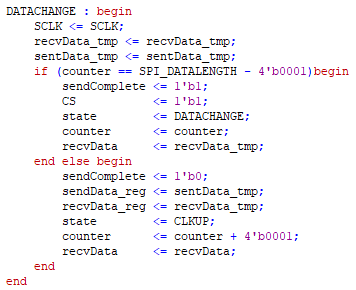 DATACHANGE : begin
SCLK <= SCLK;
recvData_tmp <= recvData_tmp;
sentData_tmp <= sentData_tmp;
if (counter == SPI_DATALENGTH - 4'b0001)begin
sendComplete <= 1'b1;
CS <= 1'b1;
state <= DATACHANGE;
counter <= counter;
recvData <= recvData_tmp;
end else begin
sendComplete <= 1'b0;
sendData_reg <= sentData_tmp;
recvData_reg <= recvData_tmp;
state <= CLKUP;
counter <= counter + 4'b0001;
recvData <= recvData;
end
end